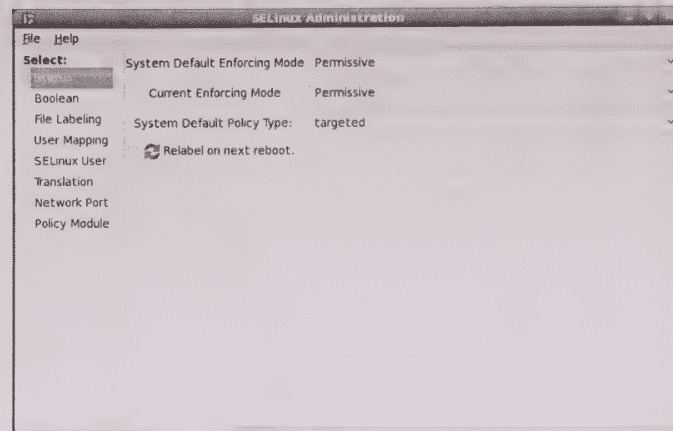 SELinux Administration
File Help
Select:
System Default Enforcing Mode Permissive
Boolean
Current Enforcing Mode Permissive
File Labeling
System Default Policy Type: targeted
User Mapping
Relabel on next reboot.
SELinux User
Translation
Network Port
Policy Module